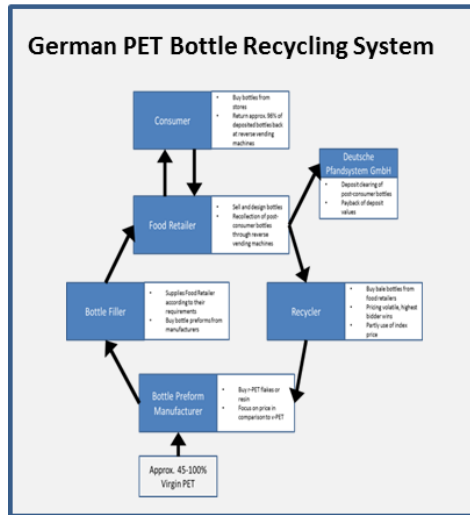 German PET Bottle Recycling System
Consumer
• Buy bottles from
stores
• Return approx. 98% of
deposited bottles back
at reverse vending
machines
Deutsche
Pfandsystem GmbH
• Deposit clearing of
post-consumer bottles
• Payback of deposit
values
Food Retailer
• Sell and design bottles
• Recollection of post-
consumer bottles
through reverse
vending machines
Bottle Filler
• Supplies Food Retailer
according to their
requirements
• Buy bottle preforms from
manufacturers
Recycler
• Buy bale bottles from
food retailers
• Pricing volatile, highest
bidder wins
• Partly use of index
price
Bottle Preform
Manufacturer
• Buy r-PET flakes or
resin
• Focus on price in
comparison to v-PET
Approx. 45-100%
Virgin PET